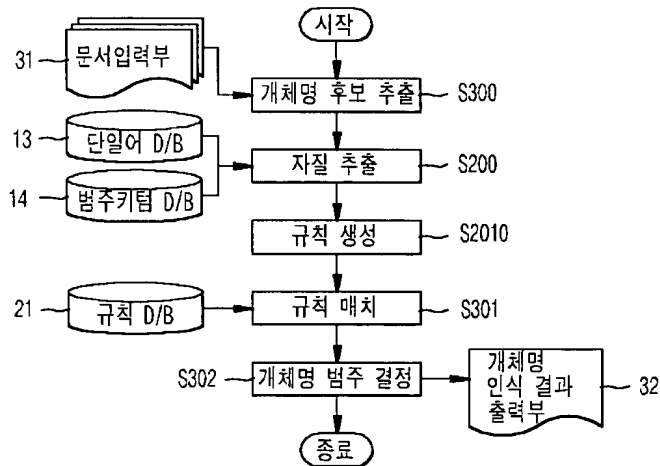 시작
31 문서입력부
개체명 후보 추출 S300
13 단일어 D/B
자질 추출 S200
14 범주키텀 D/B
규칙 생성 S2010
21 규칙 D/B
규칙 매치 S301
S302 개체명 범주 결정
개체명
인식 결과 32
출력부
종료